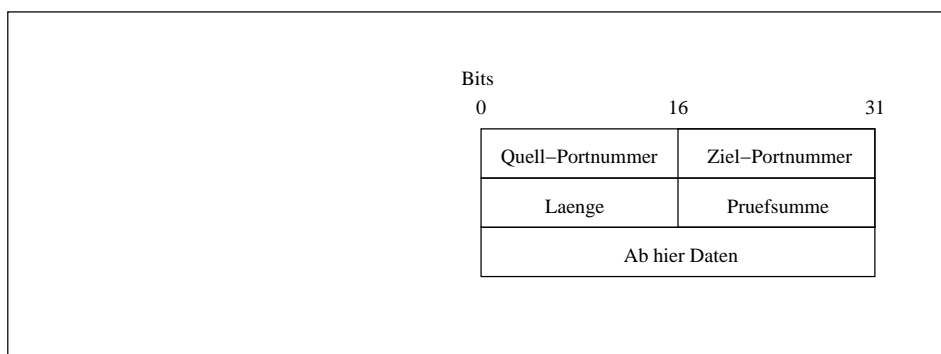 Bits
0 16 31
Quell−Portnummer Ziel−Portnummer
Laenge Pruefsumme
Ab hier Daten